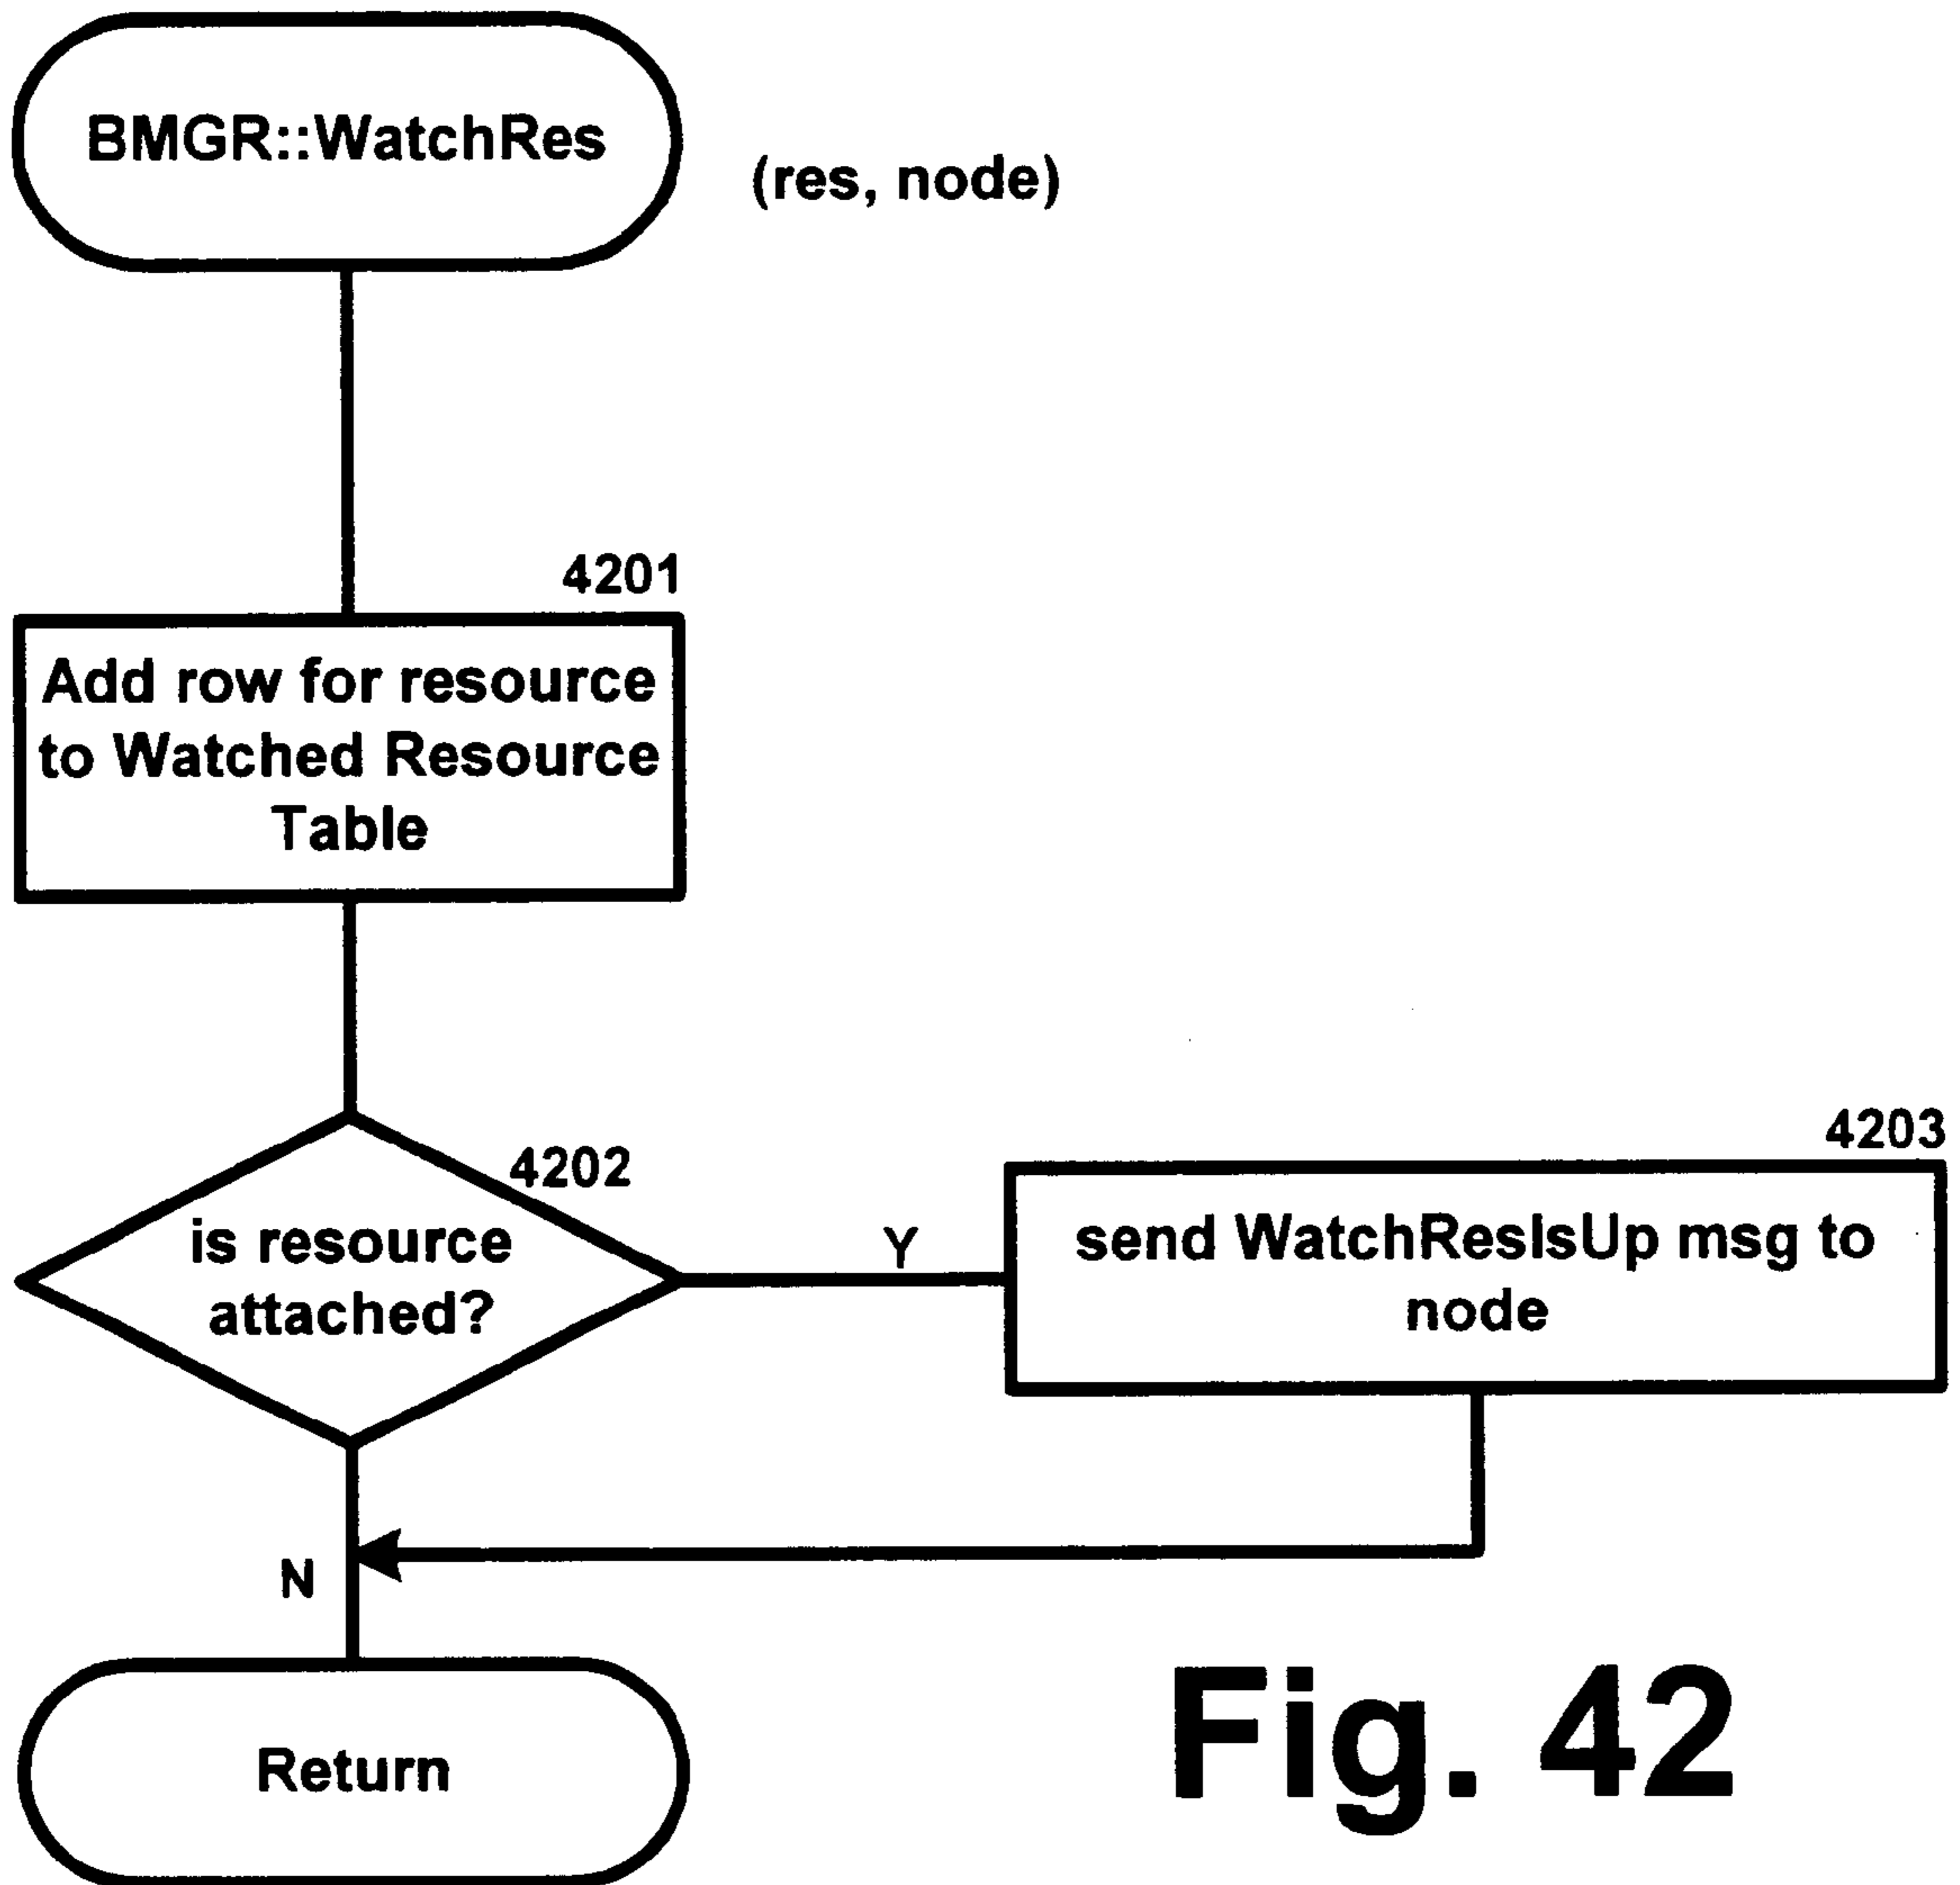 BMGR::WatchRes
(res, node)
4201
Add row for resource
to Watched Resource
Table
4202
is resource
attached?
Y
4203
send WatchResIsUp msg to
node
N
Return
Fig. 42